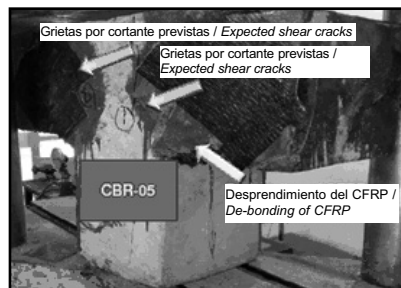 Grietas por cortante previstas / Expected shear cracks
Grietas por cortante previstas /
Expected shear cracks
1
CBR-05
Desprendimiento del CFRP /
De-bonding of CFRP